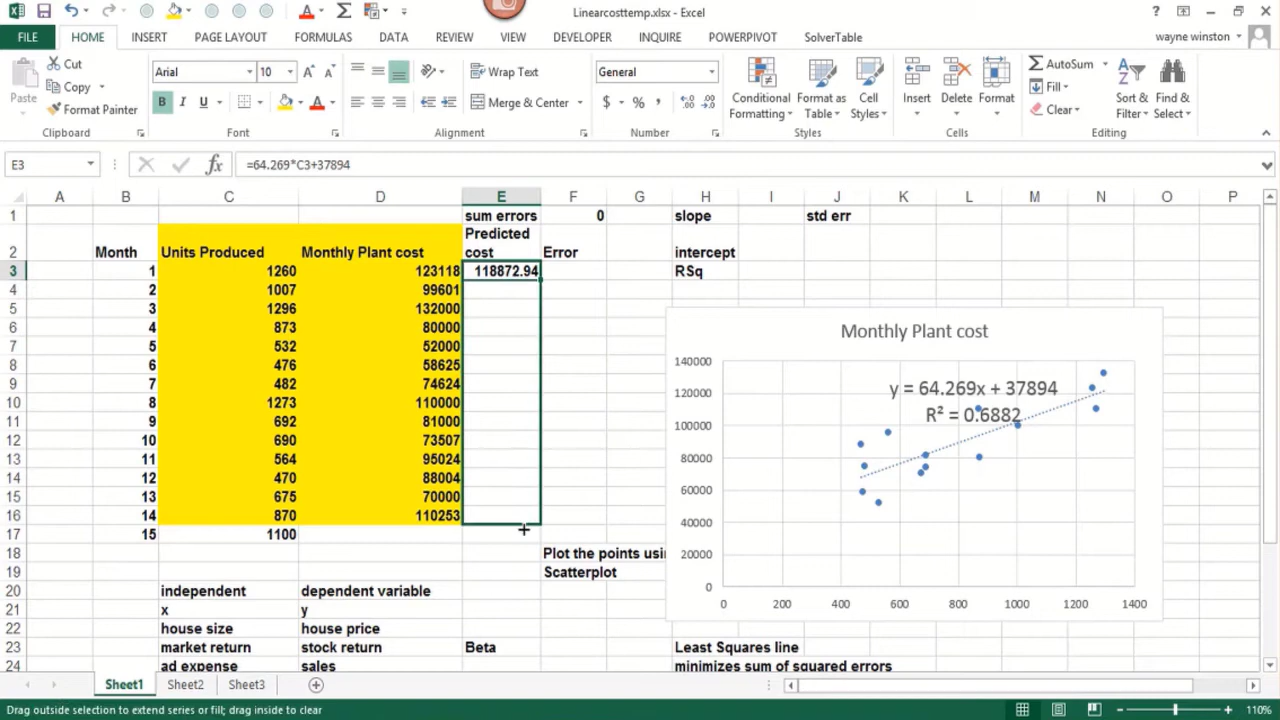 Linearcosttemp.xlsx - Excel
FILE HOME INSERT PAGE LAYOUT FORMULAS DATA REVIEW VIEW DEVELOPER INQUIRE POWERPIVOT SolverTable wayne winston
Paste Cut Copy Format Painter
Arial 10 B I U
Wrap Text Merge & Center
General $ % ,
Conditional Formatting Format as Table Cell Styles
Insert Delete Format
AutoSum Fill Clear Sort & Filter Find & Select
Clipboard Font Alignment Number Styles Cells Editing
E3 fx =64.269*C3+37894
A B C D E F G H I J K L M N O P
1 sum errors 0 slope std err
2 Month Units Produced Monthly Plant cost Predicted cost Error intercept
3 1 1260 123118 118872.94 RSq
4 2 1007 99601
5 3 1296 132000
6 4 873 80000
7 5 532 52000
8 6 476 58625
9 7 482 74624
10 8 1273 110000
11 9 692 81000
12 10 690 73507
13 11 564 95024
14 12 470 88004
15 13 675 70000
16 14 870 110253
17 15 1100
18 Plot the points usin
19 Scatterplot
20 independent dependent variable
21 x y
22 house size house price
23 market return stock return Beta Least Squares line
24 ad expense sales minimizes sum of squared errors
Monthly Plant cost
y = 64.269x + 37894
R² = 0.6882
140000
120000
100000
80000
60000
40000
20000
0
0 200 400 600 800 1000 1200 1400
Sheet1 Sheet2 Sheet3
Drag outside selection to extend series or fill; drag inside to clear 110%